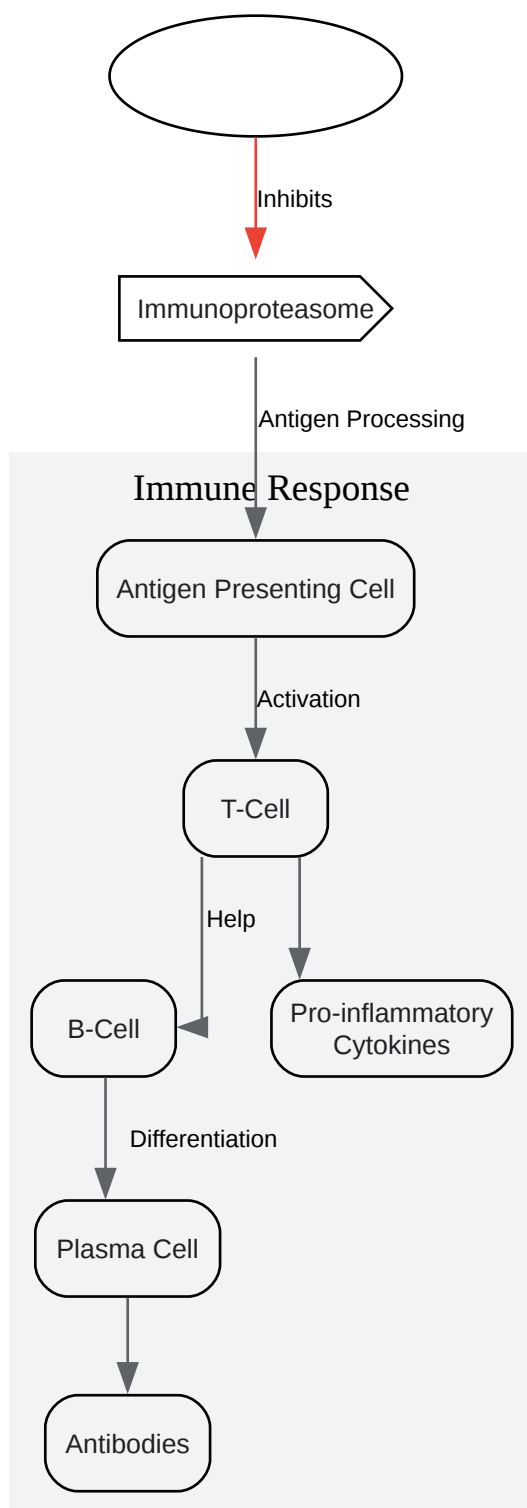 Inhibits
Immunoproteasome
Antigen Processing
Immune Response
Antigen Presenting Cell
Activation
T-Cell
Help
B-Cell
Pro-inflammatory
Cytokines
Differentiation
Plasma Cell
Antibodies